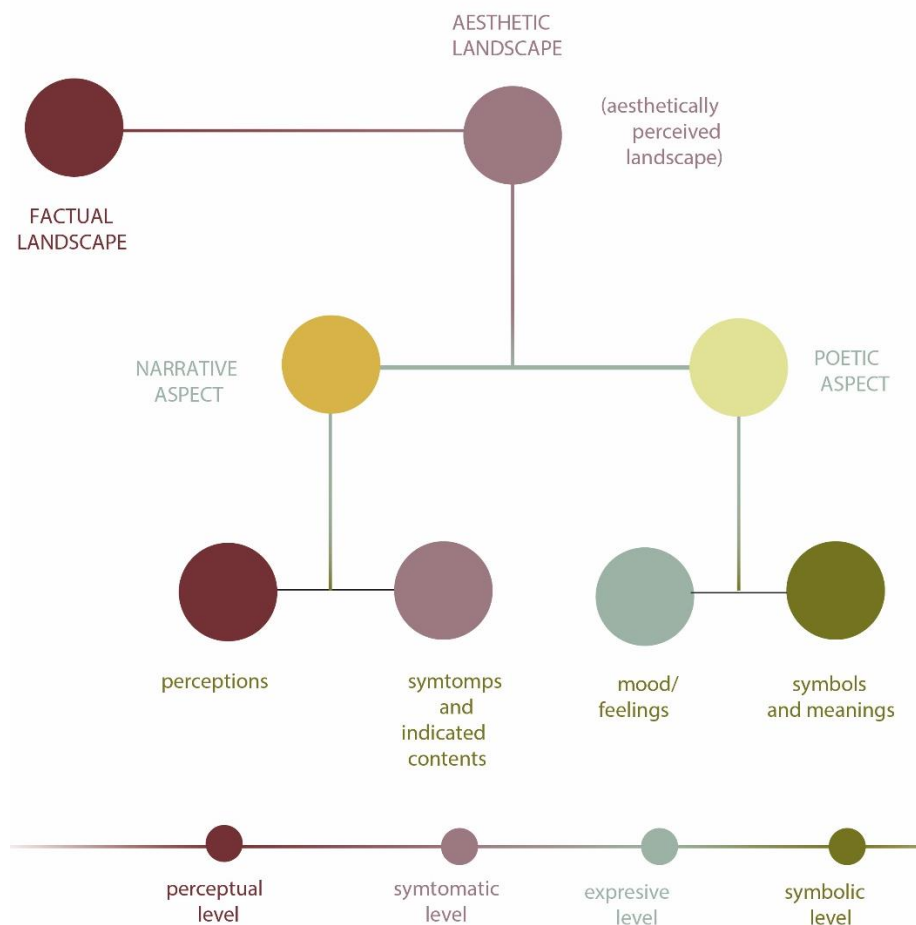 AESTHETIC
LANDSCAPE
(aesthetically
perceived
landscape)
FACTUAL
LANDSCAPE
NARRATIVE
ASPECT
POETIC
ASPECT
perceptions
symtomps
and
indicated
contents
mood/
feelings
symbols
and meanings
perceptual
level
symtomatic
level
expresive
level
symbolic
level